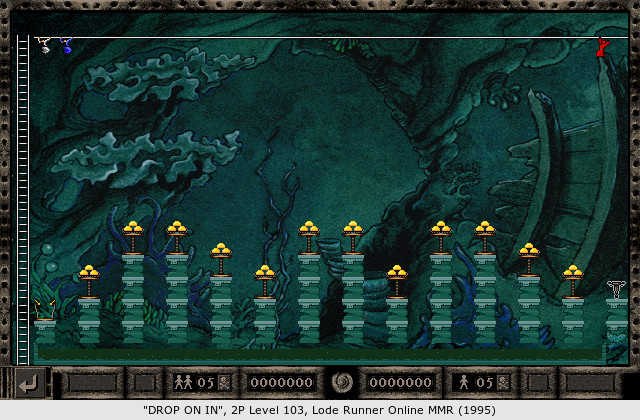 05 0000000 0000000 05
"DROP ON IN", 2P Level 103, Lode Runner Online MMR (1995)